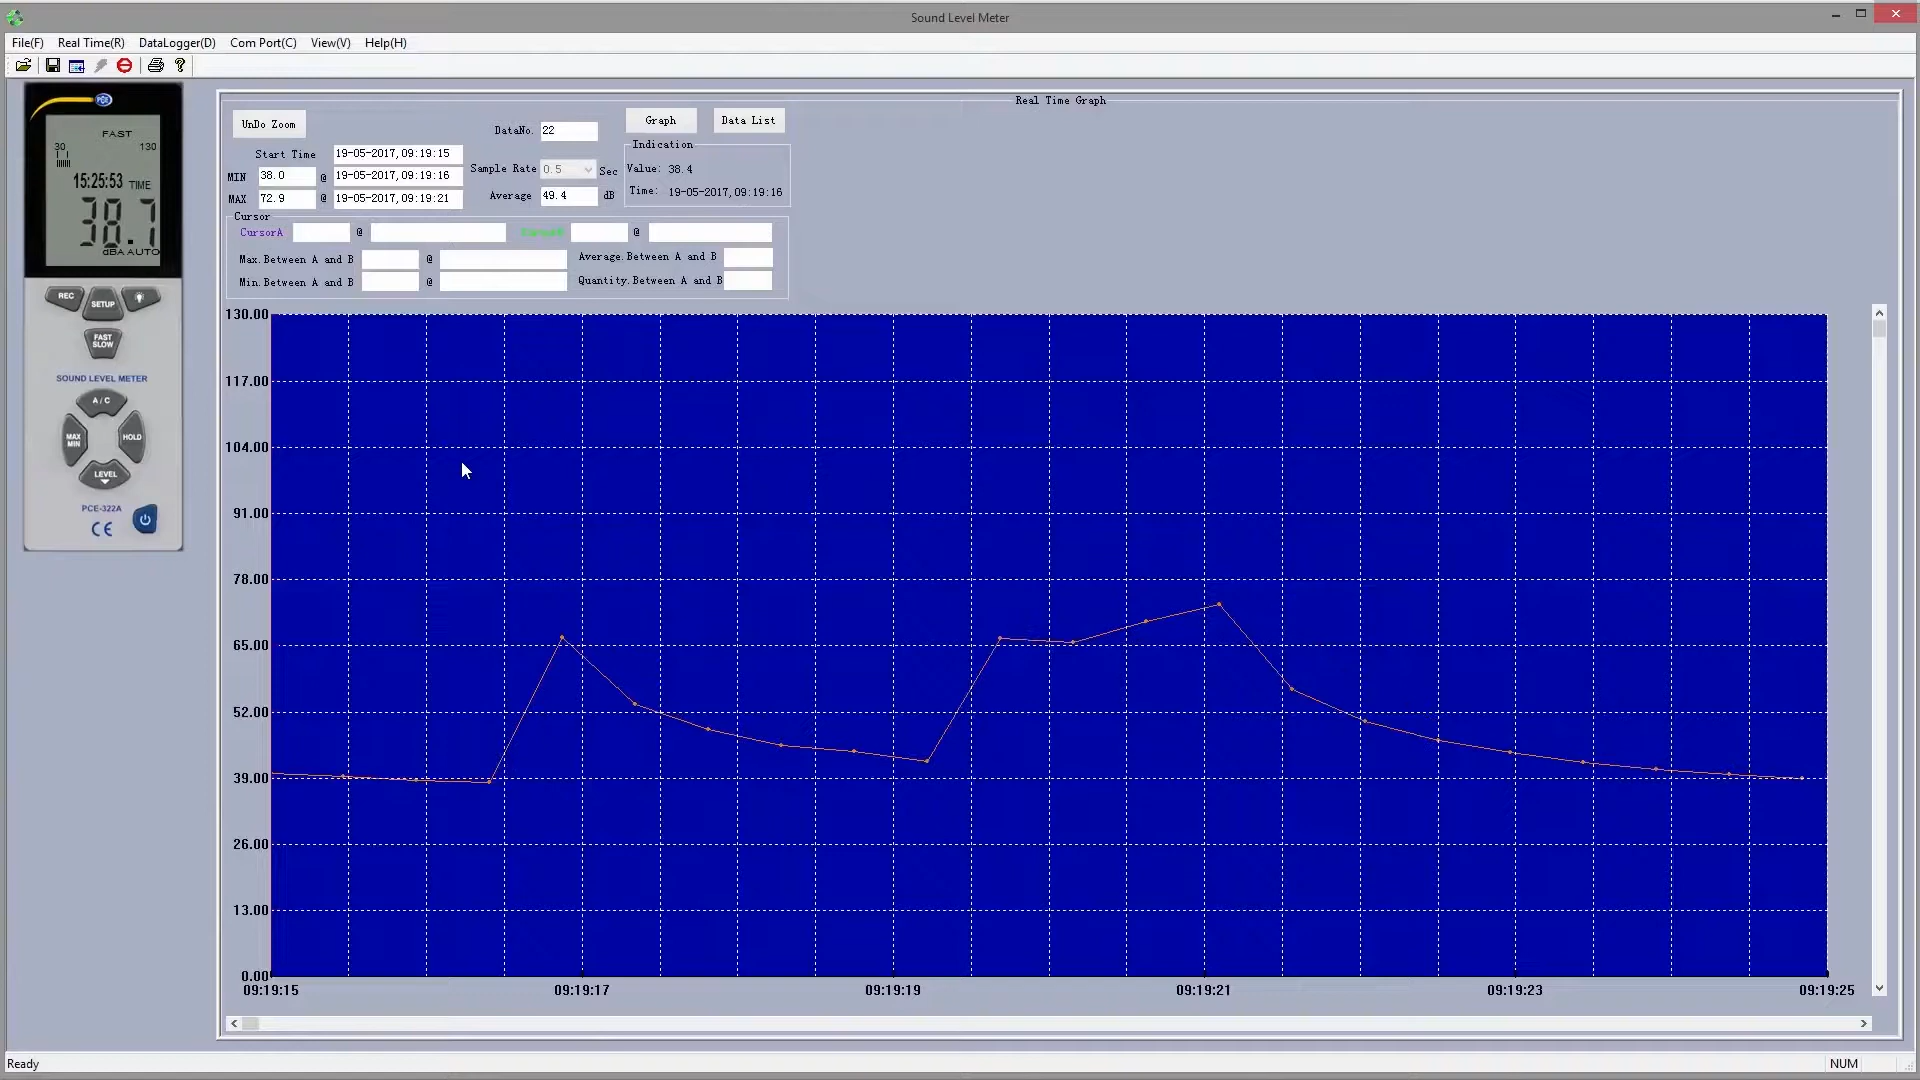 Sound Level Meter
File(F) Real Time(R) DataLogger(D) Com Port(C) View(V) Help(H)
PCE
FAST
30 130
15:25:53 TIME
38.7
dBA AUTO
REC SETUP
FAST
SLOW
SOUND LEVEL METER
A/C
MAX
MIN
HOLD
LEVEL
PCE-322A
CE
Real Time Graph
UnDo Zoom
DataNo. 22
Graph Data List
Start Time 19-05-2017,09:19:15
MIN 38.0 @ 19-05-2017,09:19:16
MAX 72.9 @ 19-05-2017,09:19:21
Sample Rate 0.5 Sec
Average 49.4 dB
Indication
Value: 38.4
Time: 19-05-2017,09:19:16
Cursor
CursorA @ @
Max.Between A and B @ Average.Between A and B
Min.Between A and B @ Quantity.Between A and B
130.00
117.00
104.00
91.00
78.00
65.00
52.00
39.00
26.00
13.00
0.00
09:19:15 09:19:17 09:19:19 09:19:21 09:19:23 09:19:25
Ready NUM